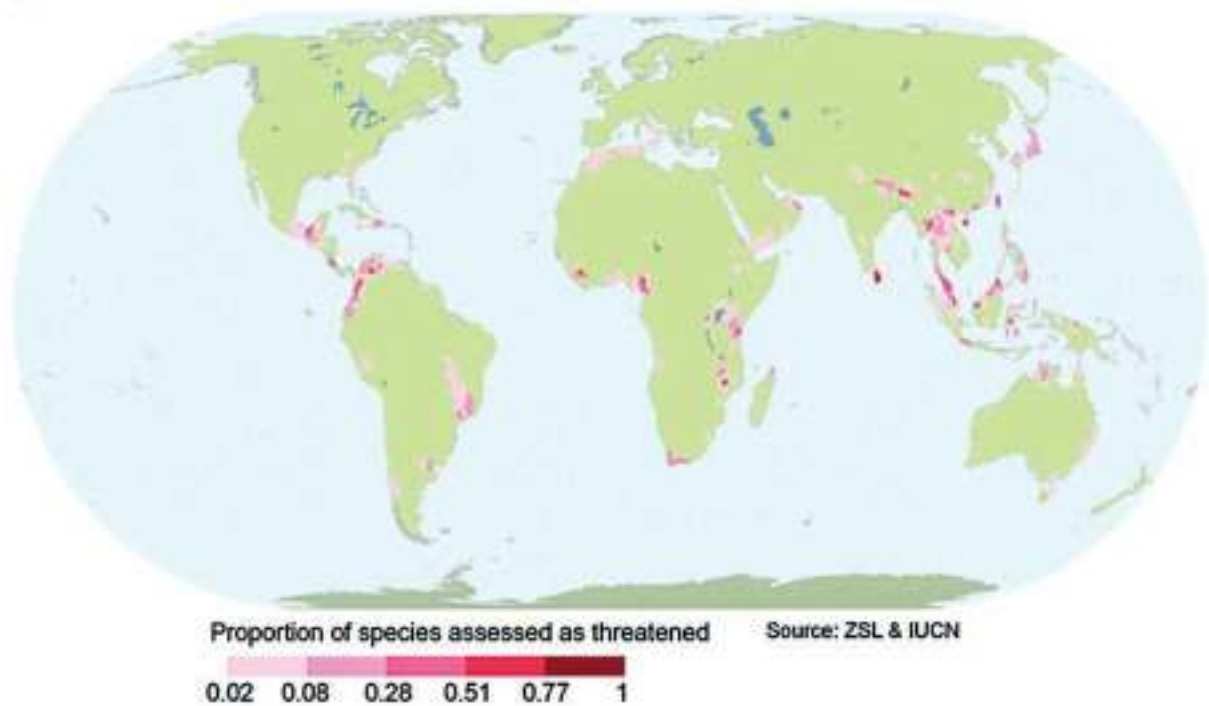 Proportion of species assessed as threatened
Source: ZSL & IUCN
0.02 0.08 0.28 0.51 0.77 1